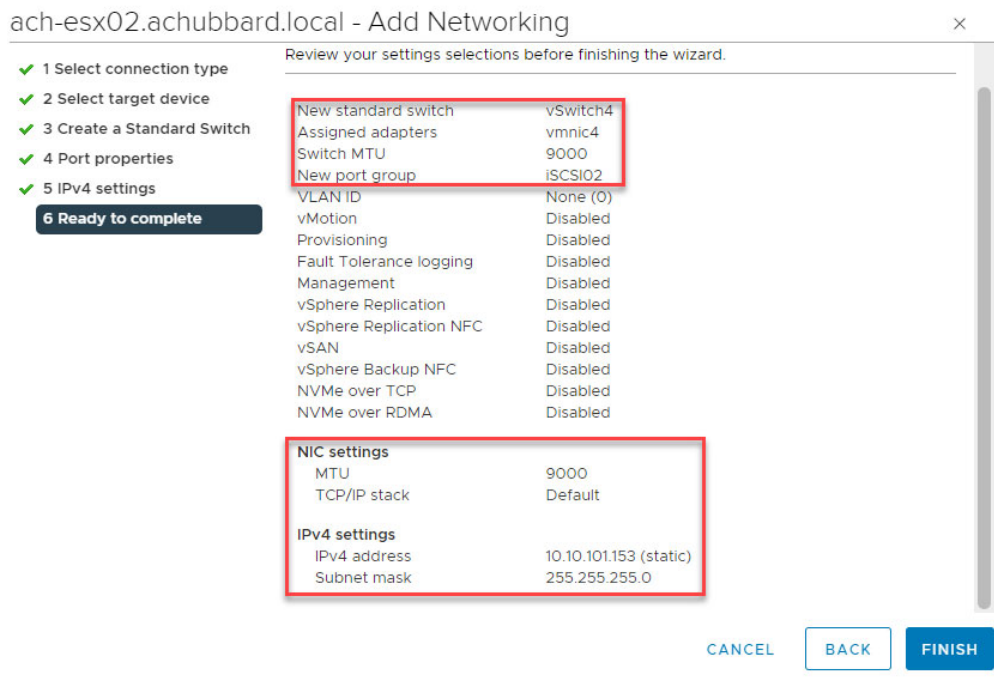 ach-esx02.achubbard.local - Add Networking
1 Select connection type
2 Select target device
3 Create a Standard Switch
4 Port properties
5 IPv4 settings
6 Ready to complete
Review your settings selections before finishing the wizard.
New standard switch vSwitch4
Assigned adapters vmnic4
Switch MTU 9000
New port group iSCSI02
VLAN ID None (0)
vMotion Disabled
Provisioning Disabled
Fault Tolerance logging Disabled
Management Disabled
vSphere Replication Disabled
vSphere Replication NFC Disabled
vSAN Disabled
vSphere Backup NFC Disabled
NVMe over TCP Disabled
NVMe over RDMA Disabled
NIC settings
MTU 9000
TCP/IP stack Default
IPv4 settings
IPv4 address 10.10.101.153 (static)
Subnet mask 255.255.255.0
CANCEL BACK FINISH